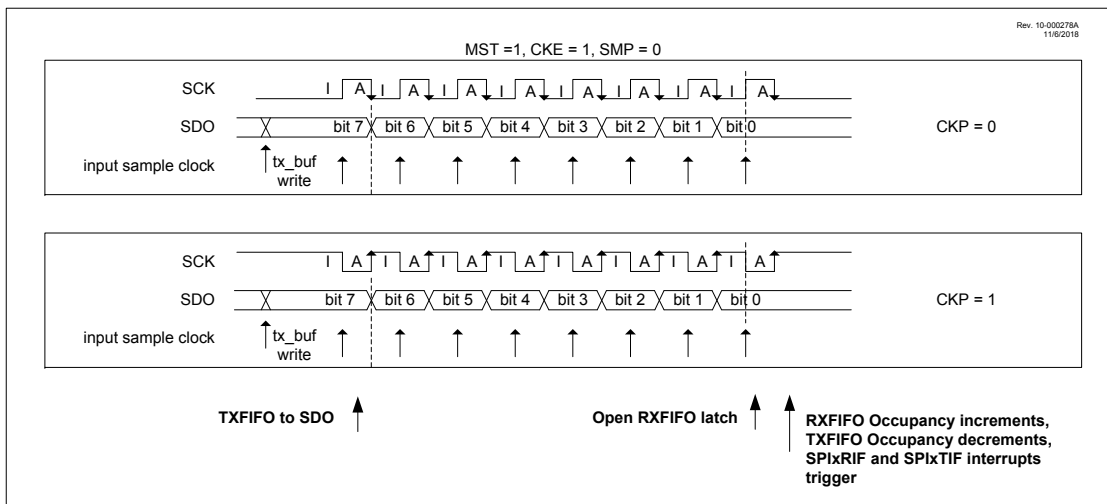 Rev. 10-000278A
11/6/2018
MST =1, CKE = 1, SMP = 0
SCK I A I A I A I A I A I A I A I A
SDO bit 7 bit 6 bit 5 bit 4 bit 3 bit 2 bit 1 bit 0 CKP = 0
input sample clock tx_buf
write
SCK I A I A I A I A I A I A I A I A
SDO bit 7 bit 6 bit 5 bit 4 bit 3 bit 2 bit 1 bit 0 CKP = 1
input sample clock tx_buf
write
TXFIFO to SDO
Open RXFIFO latch
RXFIFO Occupancy increments,
TXFIFO Occupancy decrements,
SPIxRIF and SPIxTIF interrupts
trigger